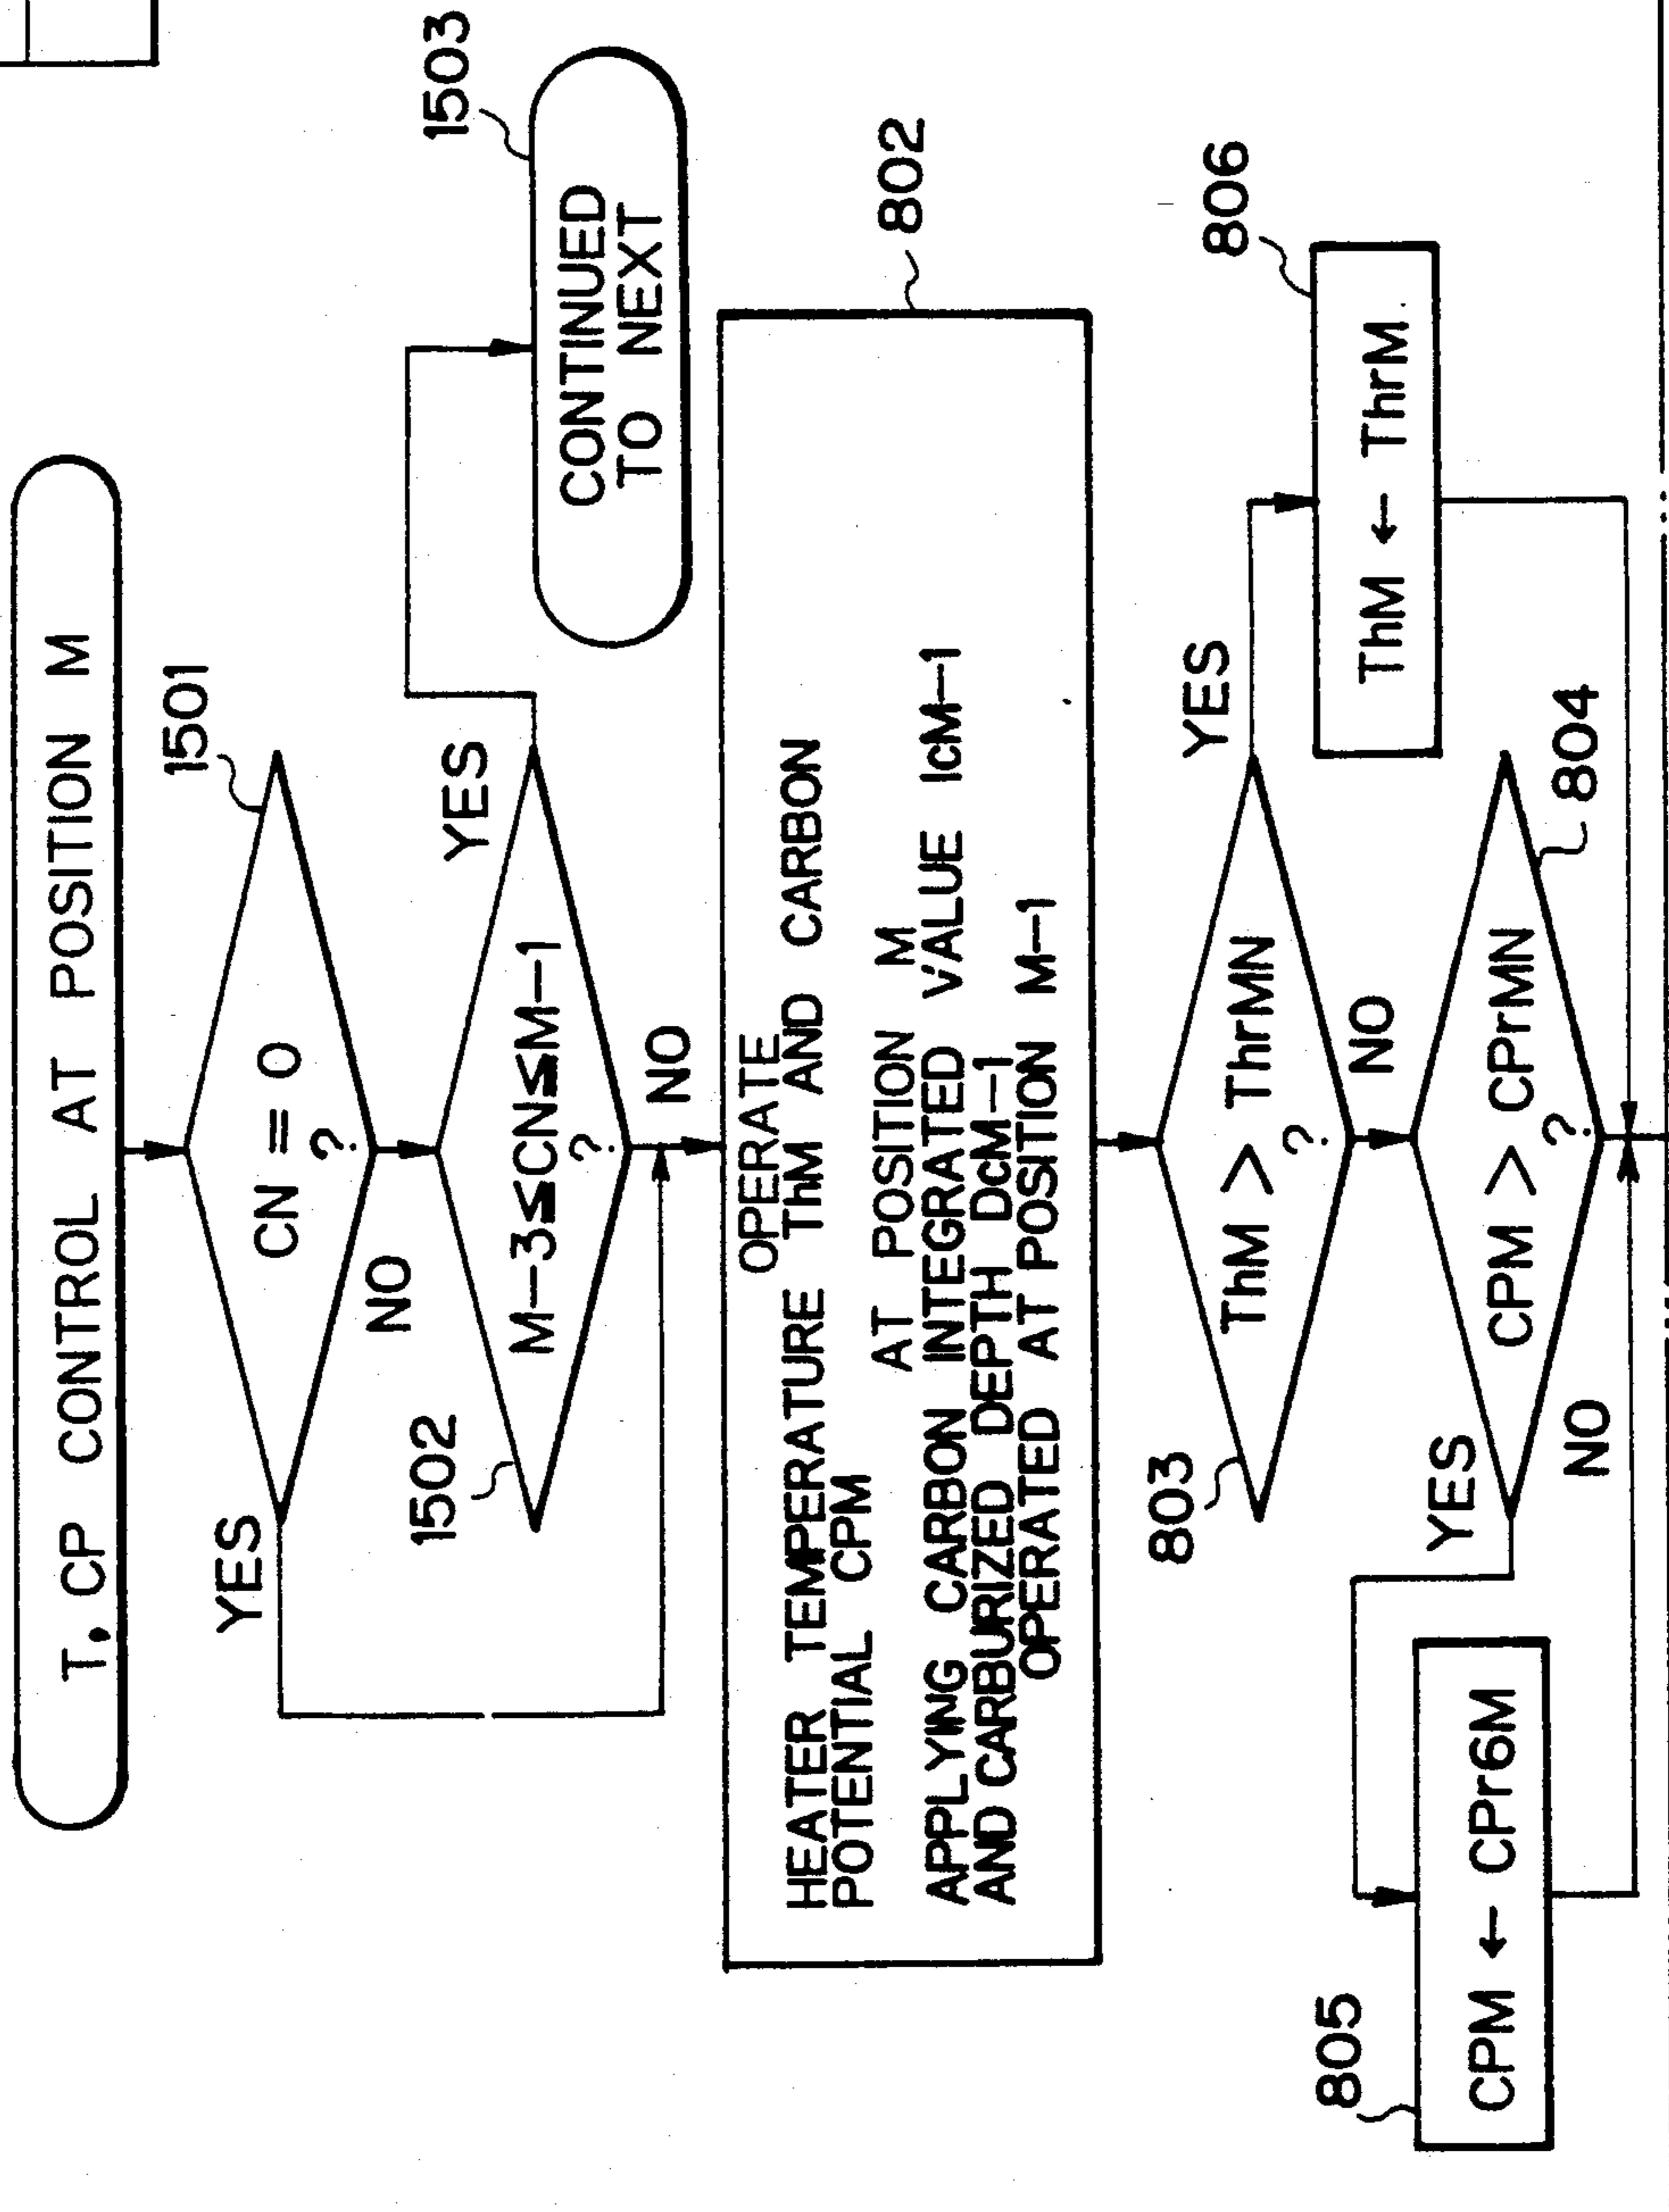 T, CP CONTROL AT POSITION M
1501
CN = 0
?
YES
NO
1502
M-3≤CN≤M-1
?
YES
NO
1503
CONTINUED
TO NEXT
802
OPERATE
HEATER TEMPERATURE ThM AND CARBON
POTENTIAL CPM
AT POSITION M
APPLYING CARBON INTEGRATED VALUE IcM-1
AND CARBURIZED DEPTH DcM-1
OPERATED AT POSITION M-1
803
ThM > ThrMN
?
YES
NO
806
ThM ← ThrM
804
CPM > CPrMN
?
YES
NO
805
CPM ← CPr6M